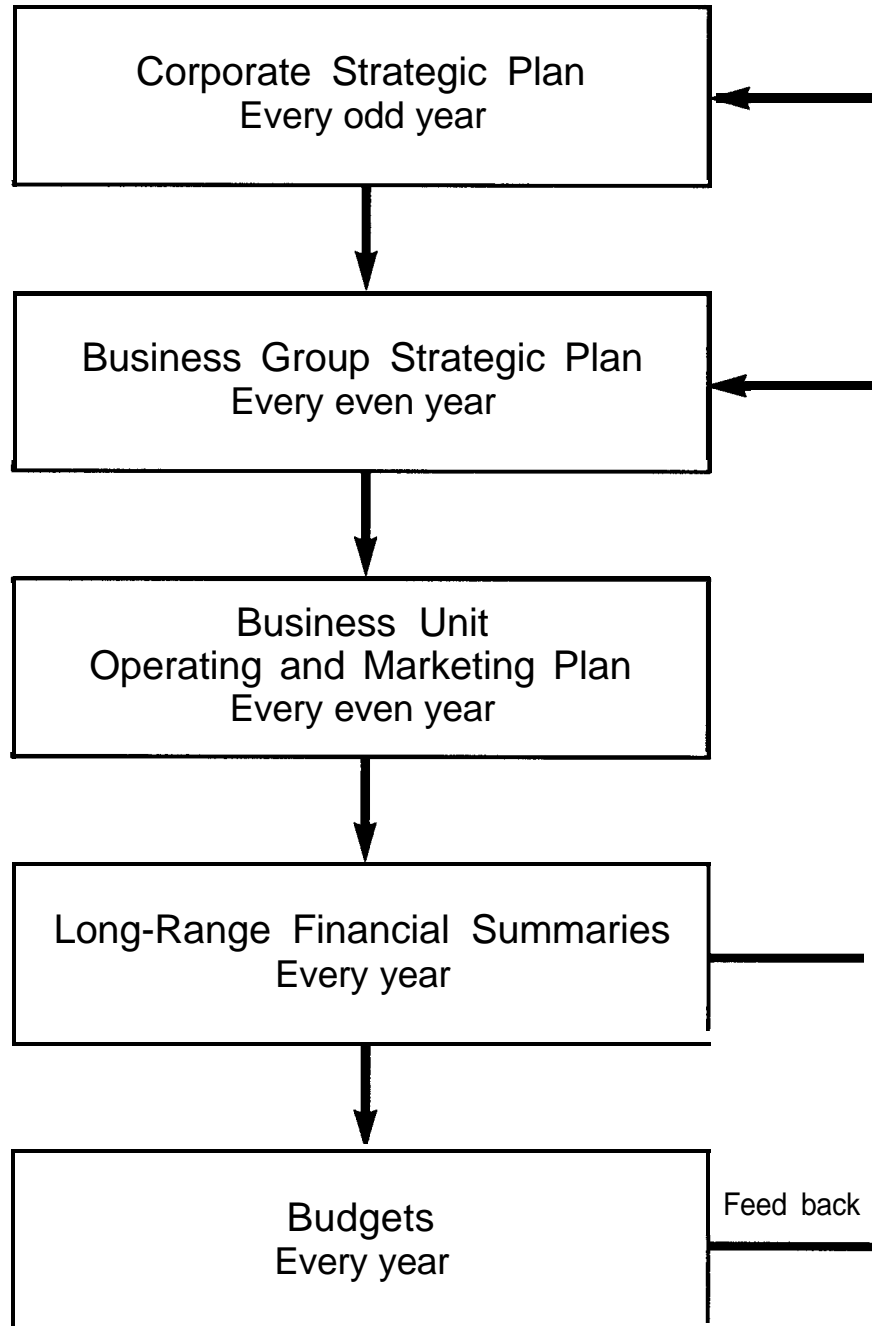 Corporate Strategic Plan
Every odd year
Business Group Strategic Plan
Every even year
Business Unit
Operating and Marketing Plan
Every even year
Long-Range Financial Summaries
Every year
Budgets
Every year
Feed back